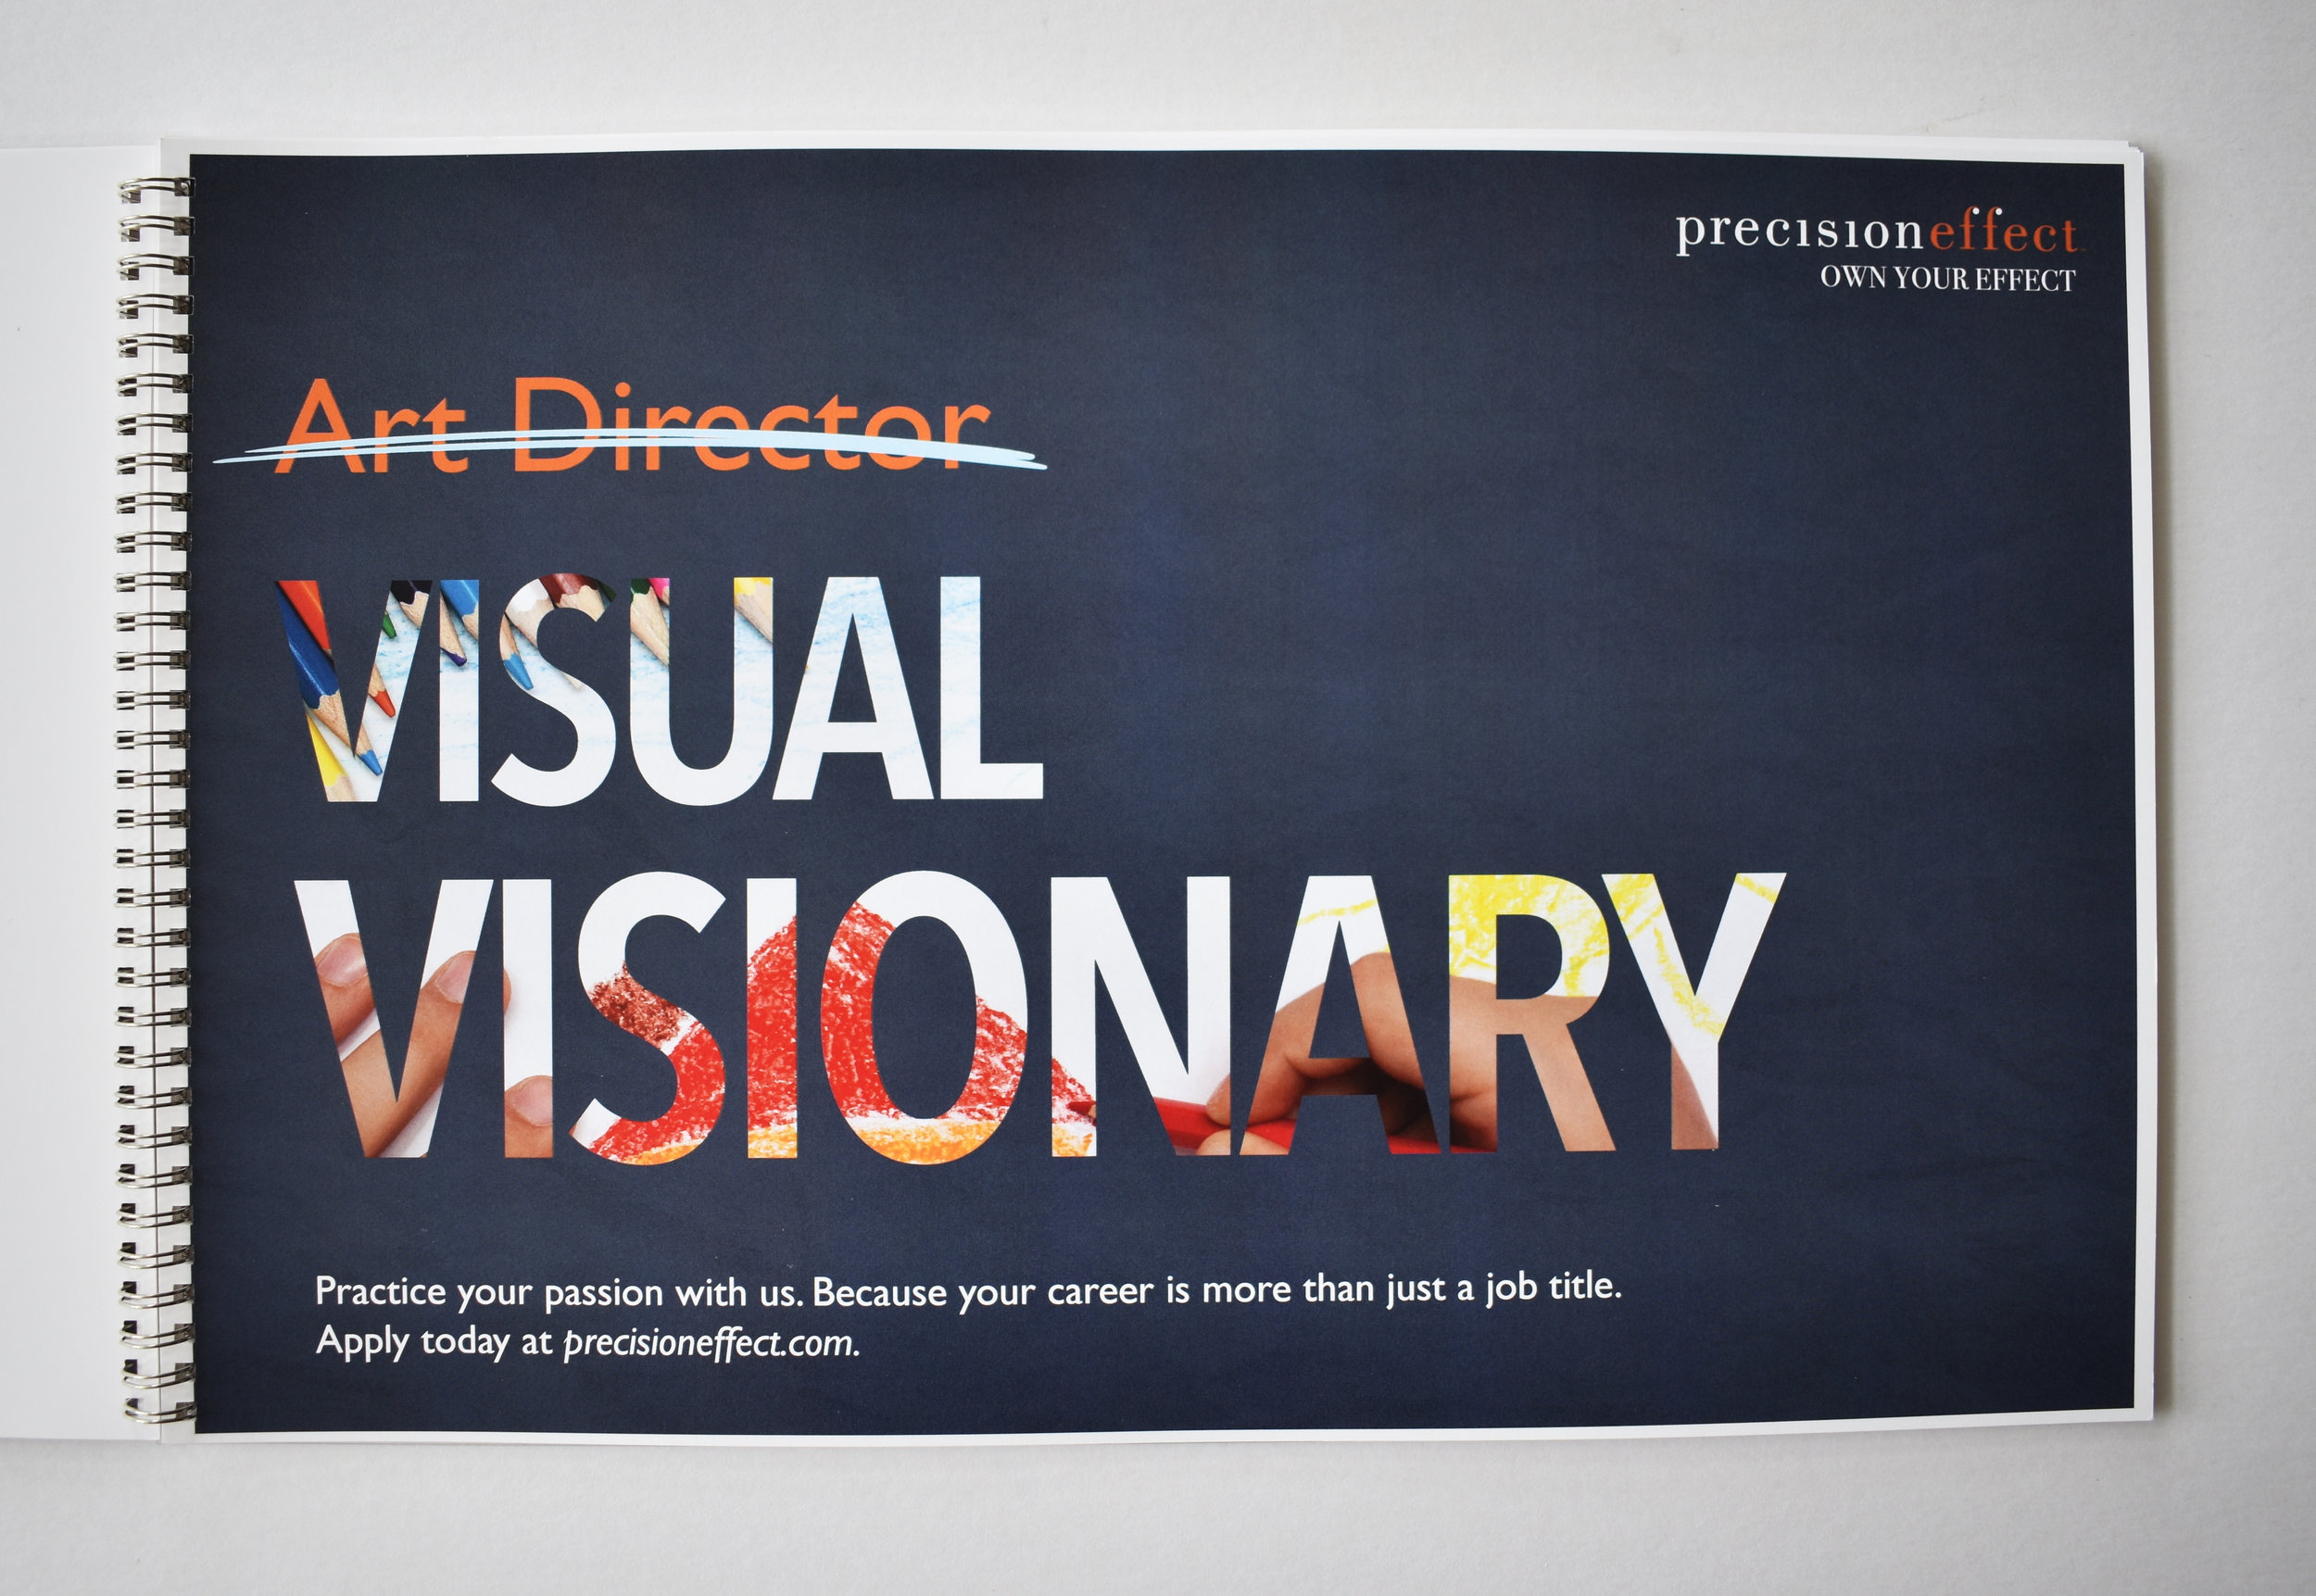 precisioneffect
OWN YOUR EFFECT
Art Director
VISUAL
VISIONARY
Practice your passion with us. Because your career is more than just a job title.
Apply today at precisioneffect.com.